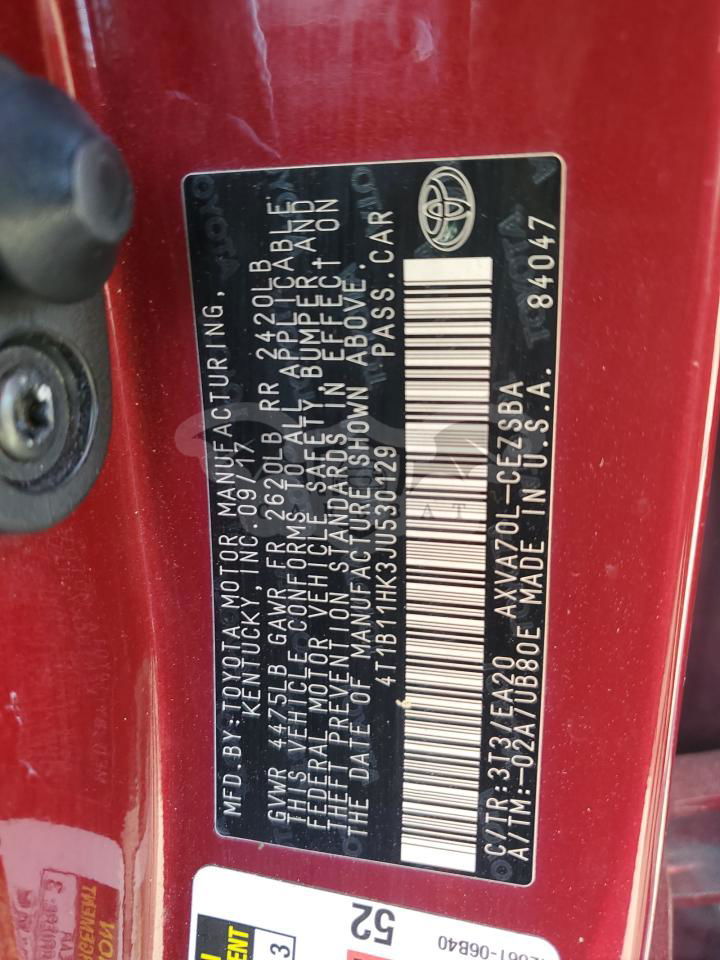 MFD.BY:TOYOTA MOTOR MANUFACTURING,
KENTUCKY, INC. 09/17
GVWR 4475LB GAWR FR 2620LB RR 2420LB
THIS VEHICLE CONFORMS TO ALL APPLICABLE
FEDERAL MOTOR VEHICLE SAFETY, BUMPER, AND
THEFT PREVENTION STANDARDS IN EFFECT ON
THE DATE OF MANUFACTURE SHOWN ABOVE.
4T1B11HK3JU530129 PASS.CAR
C/TR:3T3/EA20 AXVA70L-CEZSBA
A/TM:-02A/UB80E MADE IN U.S.A. 84047
52
3